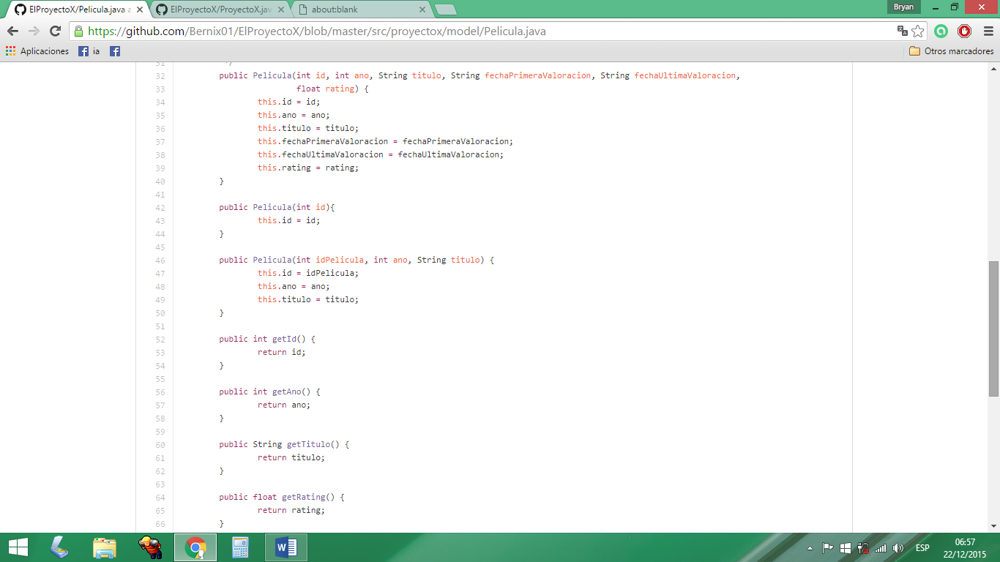 ElProyectoX/Pelicula.java a
ElProyectoX/ProyectoX.jav
about:blank
Bryan
https://github.com/Bernix01/ElProyectoX/blob/master/src/proyectox/model/Pelicula.java
Aplicaciones
ia
Otros marcadores
31 */
32 public Pelicula(int id, int ano, String titulo, String fechaPrimeraValoracion, String fechaUltimaValoracion,
33 float rating) {
34 this.id = id;
35 this.ano = ano;
36 this.titulo = titulo;
37 this.fechaPrimeraValoracion = fechaPrimeraValoracion;
38 this.fechaUltimaValoracion = fechaUltimaValoracion;
39 this.rating = rating;
40 }
41
42 public Pelicula(int id){
43 this.id = id;
44 }
45
46 public Pelicula(int idPelicula, int ano, String titulo) {
47 this.id = idPelicula;
48 this.ano = ano;
49 this.titulo = titulo;
50 }
51
52 public int getId() {
53 return id;
54 }
55
56 public int getAno() {
57 return ano;
58 }
59
60 public String getTitulo() {
61 return titulo;
62 }
63
64 public float getRating() {
65 return rating;
66 }
ESP
06:57
22/12/2015